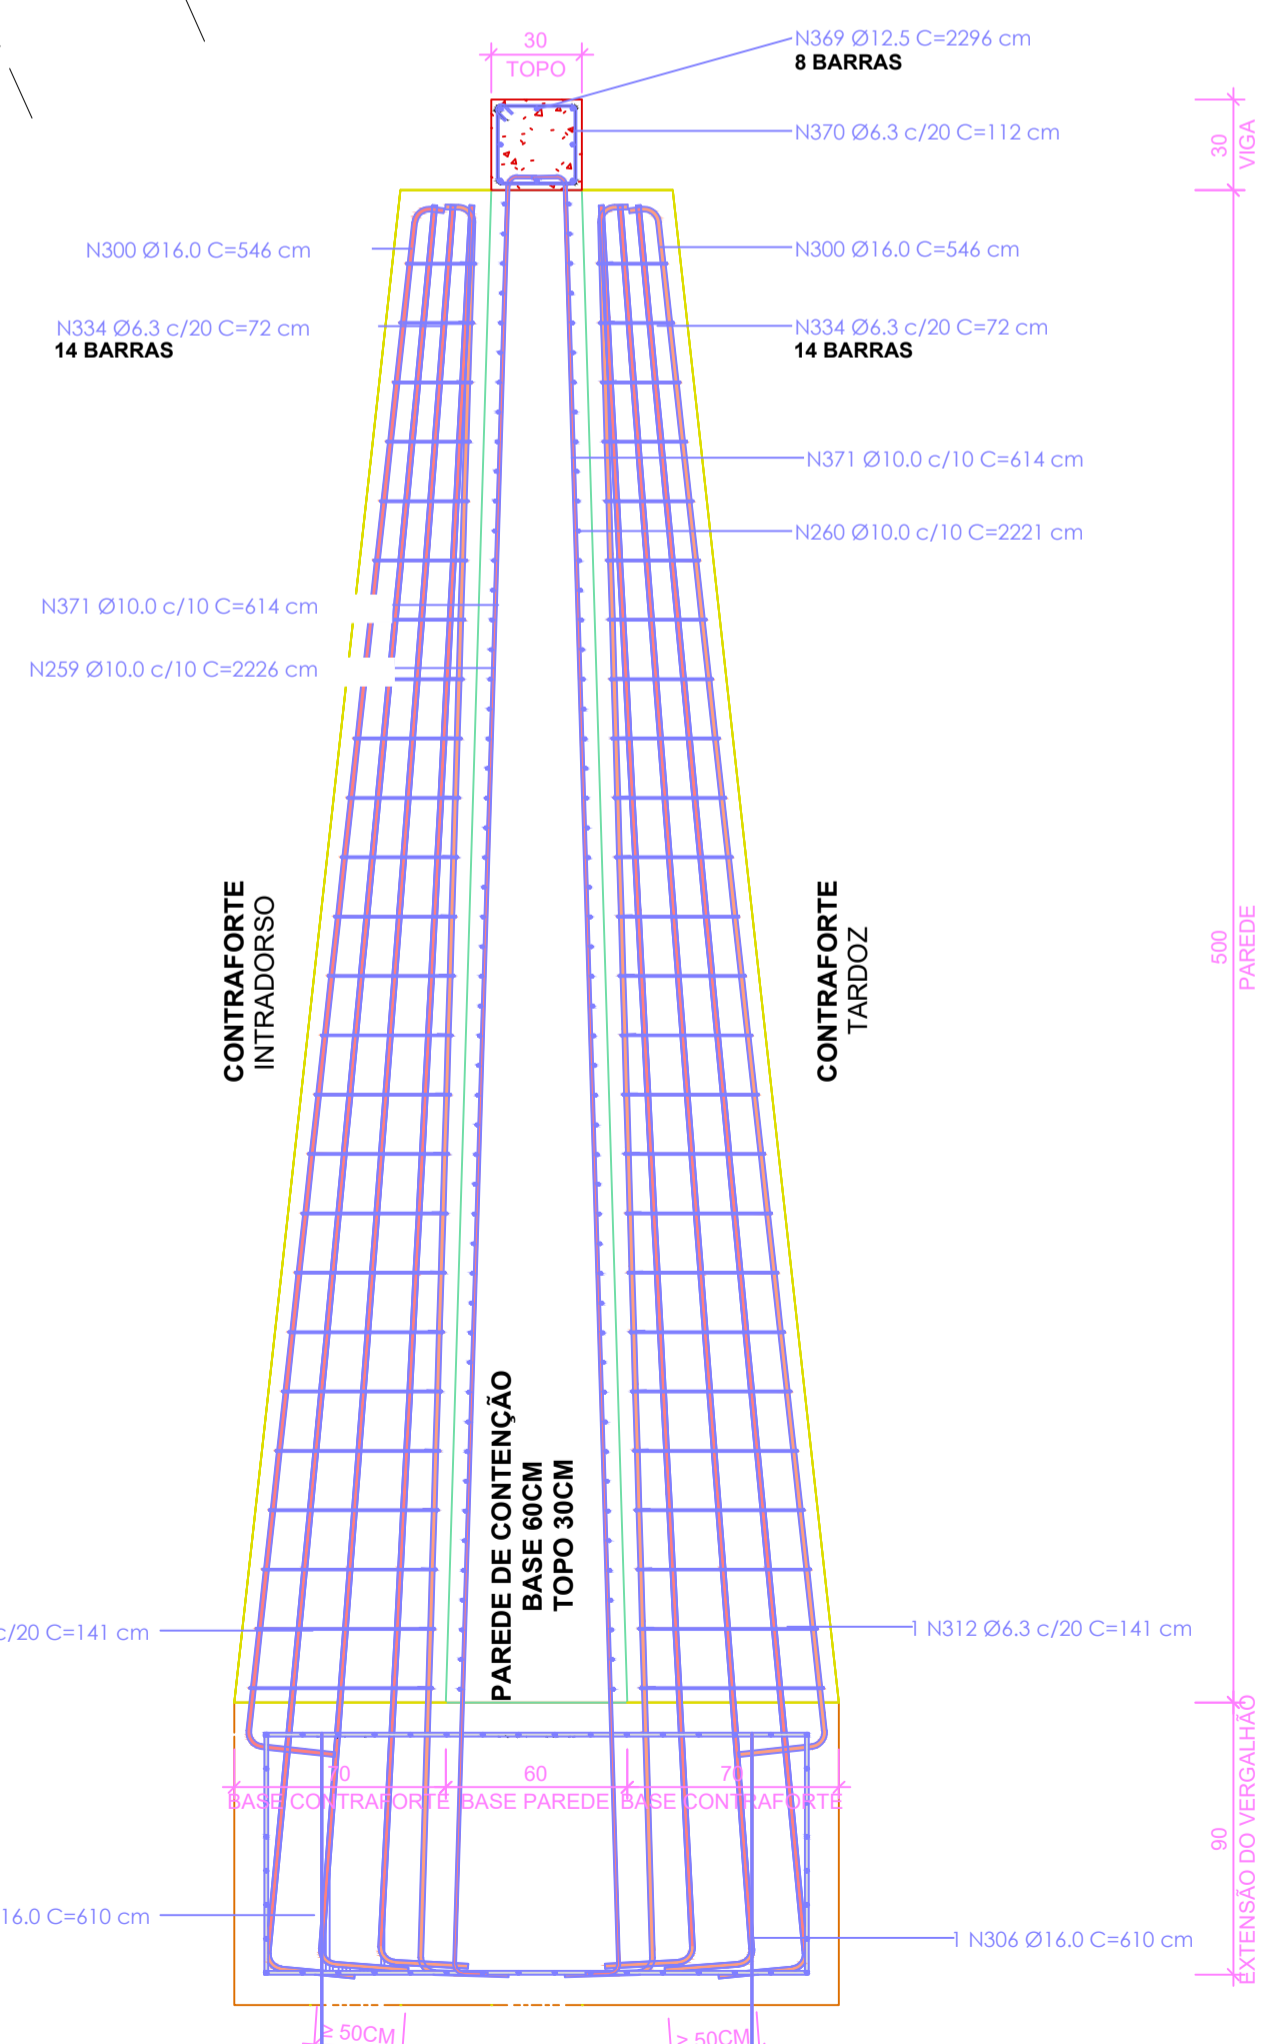 30
TOPO
N369 Ø12.5 C=2296 cm
8 BARRAS
N370 Ø6.3 c/20 C=112 cm
30
VIGA
N300 Ø16.0 C=546 cm
N300 Ø16.0 C=546 cm
N334 Ø6.3 c/20 C=72 cm
14 BARRAS
N334 Ø6.3 c/20 C=72 cm
14 BARRAS
N371 Ø10.0 c/10 C=614 cm
N260 Ø10.0 c/10 C=2221 cm
N371 Ø10.0 c/10 C=614 cm
N259 Ø10.0 c/10 C=2226 cm
CONTRAFORTE
INTRADORSO
CONTRAFORTE
TARDOZ
500
PAREDE
PAREDE DE CONTENÇÃO
BASE 60CM
TOPO 30CM
c/20 C=141 cm
1 N312 Ø6.3 c/20 C=141 cm
70
60
70
BASE CONTRAFORTE
BASE PAREDE
BASE CONTRAFORTE
90
EXTENSÃO DO VERGALHÃO
16.0 C=610 cm
1 N306 Ø16.0 C=610 cm
≥ 50CM
≥ 50CM